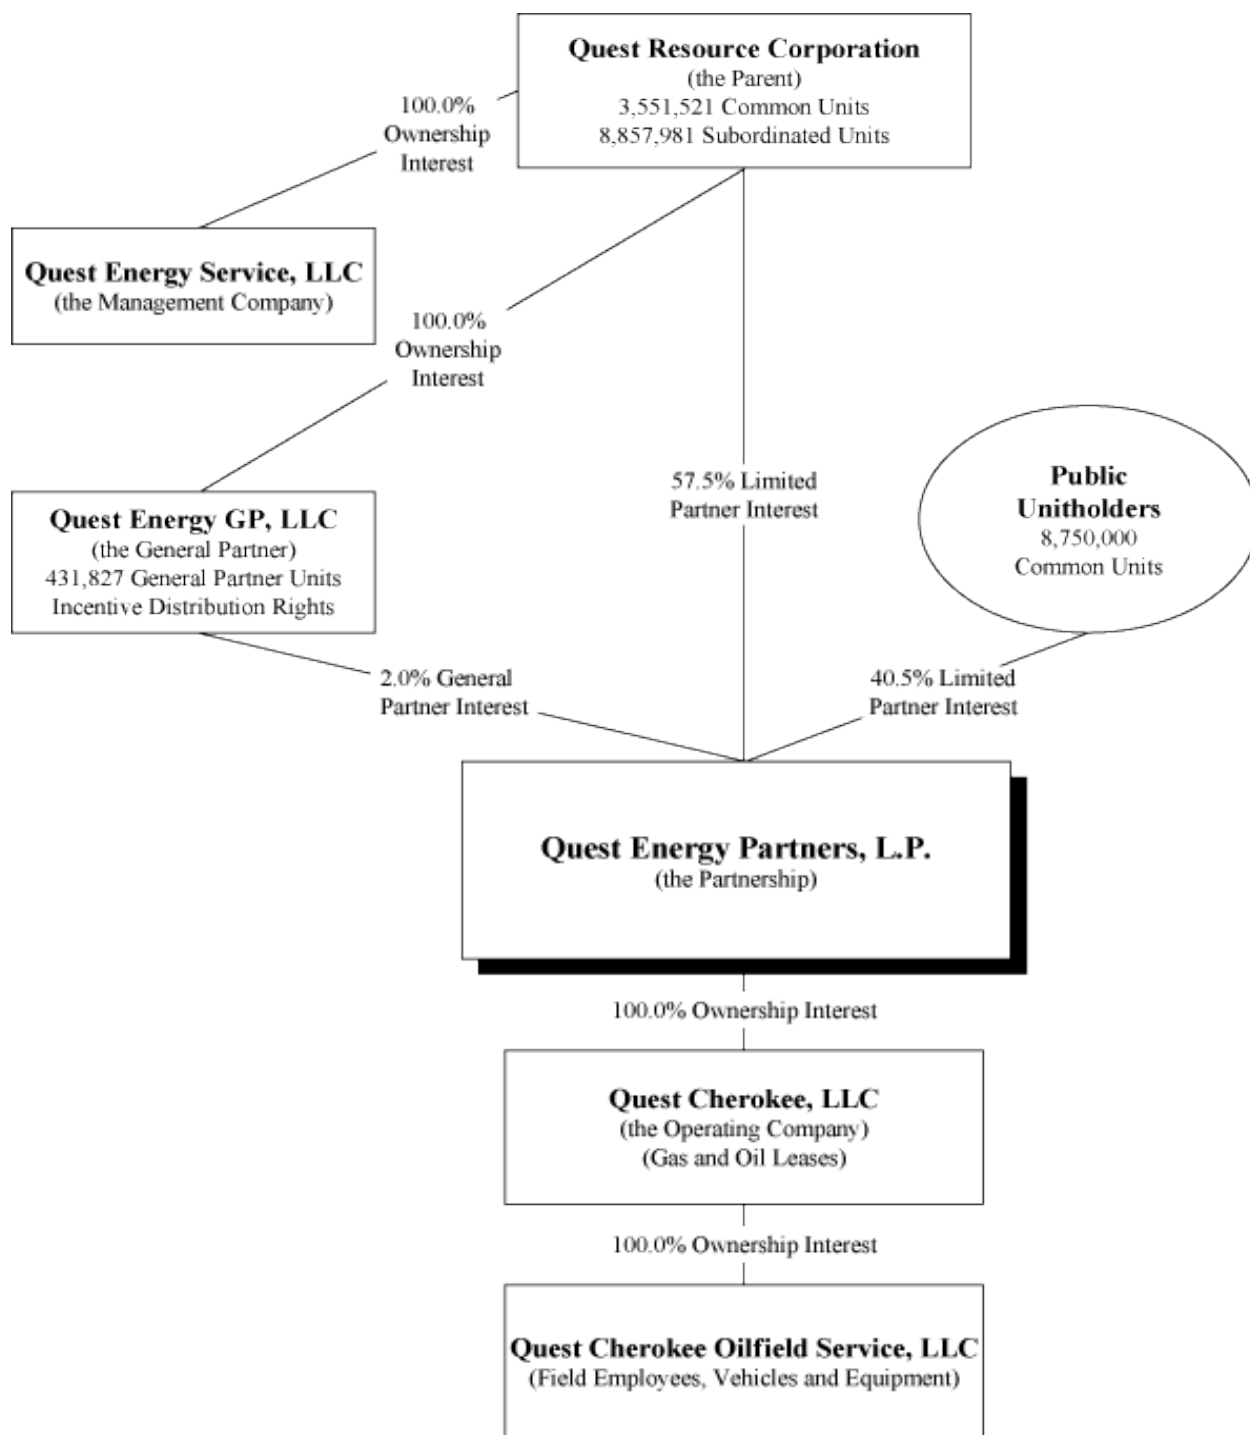 Quest Resource Corporation
(the Parent)
3,551,521 Common Units
8,857,981 Subordinated Units
100.0%
Ownership
Interest
Quest Energy Service, LLC
(the Management Company)
100.0%
Ownership
Interest
57.5% Limited
Partner Interest
Public
Unitholders
8,750,000
Common Units
Quest Energy GP, LLC
(the General Partner)
431,827 General Partner Units
Incentive Distribution Rights
2.0% General
Partner Interest
40.5% Limited
Partner Interest
Quest Energy Partners, L.P.
(the Partnership)
100.0% Ownership Interest
Quest Cherokee, LLC
(the Operating Company)
(Gas and Oil Leases)
100.0% Ownership Interest
Quest Cherokee Oilfield Service, LLC
(Field Employees, Vehicles and Equipment)